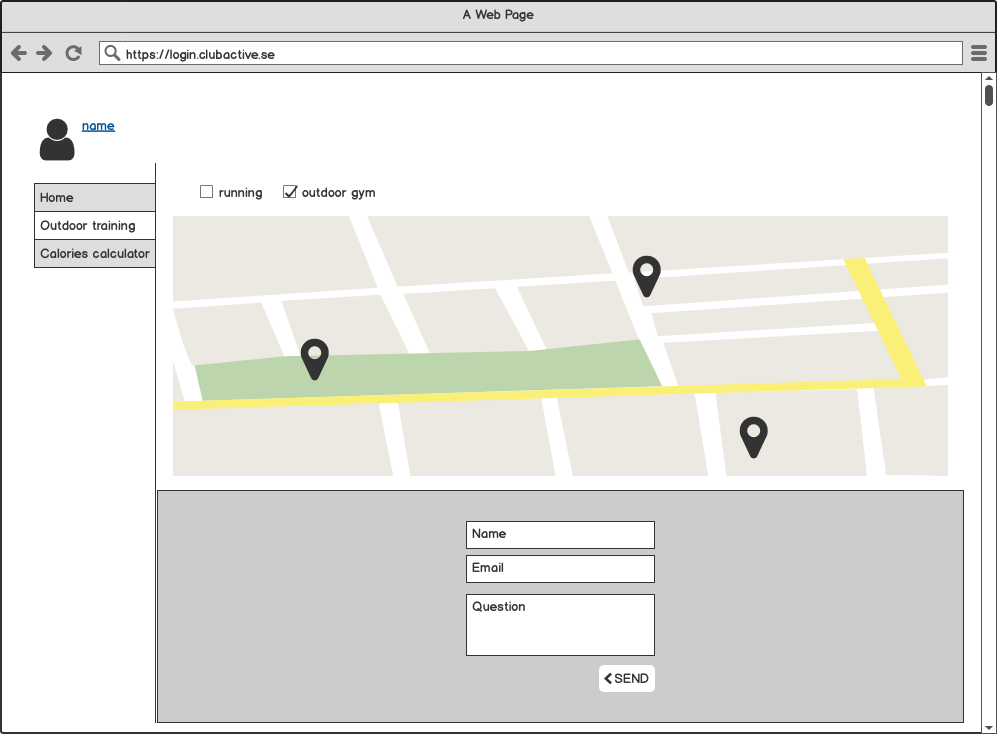 A Web Page
https://login.clubactive.se
name
Home
Outdoor training
Calories calculator
running
outdoor gym
Name
Email
Question
SEND